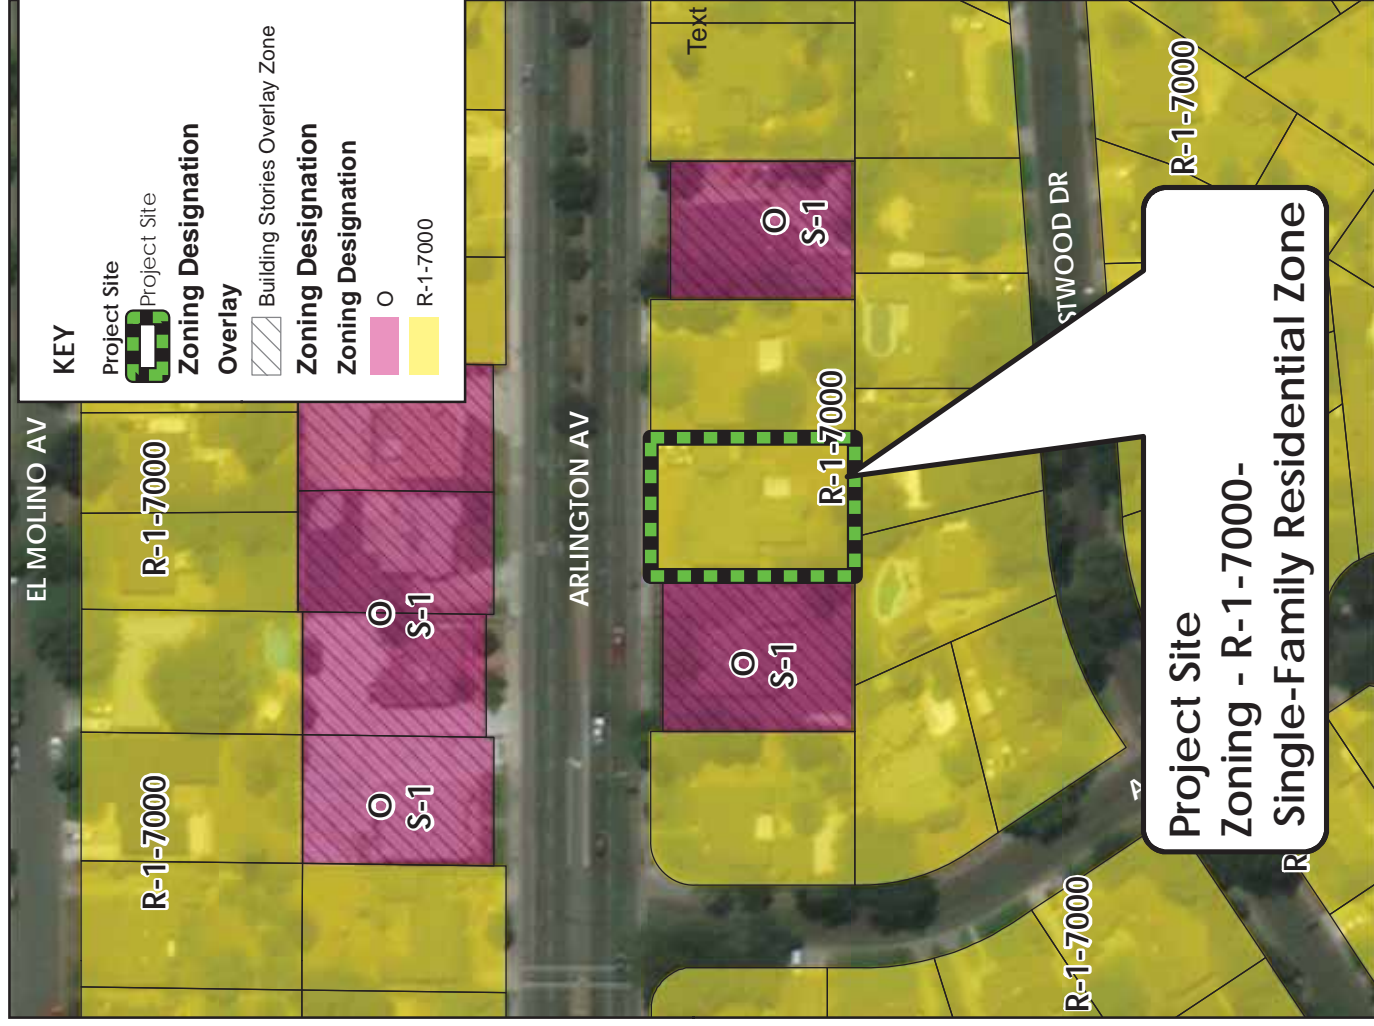 KEY
Project Site
Project Site
Zoning Designation
Overlay
Building Stories Overlay Zone
Zoning Designation
Zoning Designation
O
R-1-7000
EL MOLINO AV
R-1-7000
R-1-7000
O
S-1
O
S-1
ARLINGTON AV
Text
O
S-1
O
S-1
R-1-7000
STWOOD DR
R-1-7000
A
R-1-7000
R
Project Site
Zoning - R-1-7000-
Single-Family Residential Zone